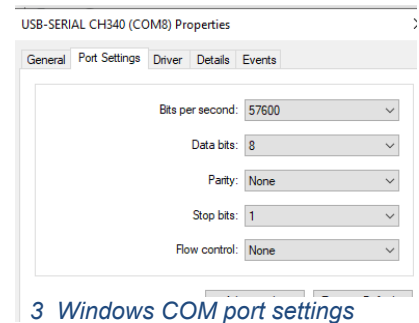 USB-SERIAL CH340 (COM8) Properties
General Port Settings Driver Details Events
Bits per second: 57600
Data bits: 8
Parity: None
Stop bits: 1
Flow control: None
3 Windows COM port settings